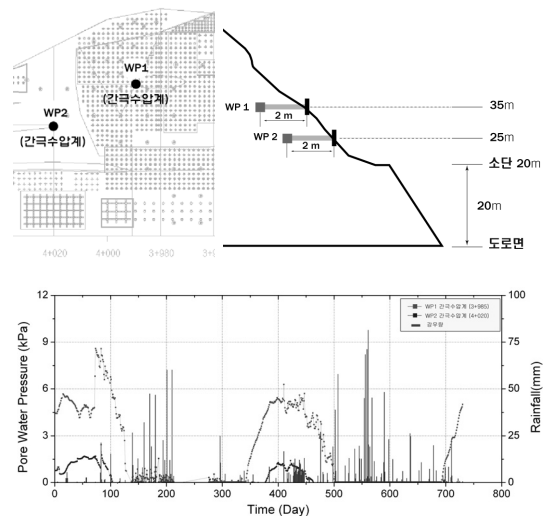 WP1
(간극수압계)
WP2
(간극수압계)
4+020 4+000 3+980
WP 1
2 m
35m
WP 2
2 m
25m
소단 20m
20m
도로면
WP1 간극수압계 (3+985)
WP2 간극수압계 (4+020)
강우량
Pore Water Pressure (kPa)
12
9
6
3
0
Rainfall(mm)
100
75
50
25
0
0 100 200 300 400 500 600 700 800
Time (Day)